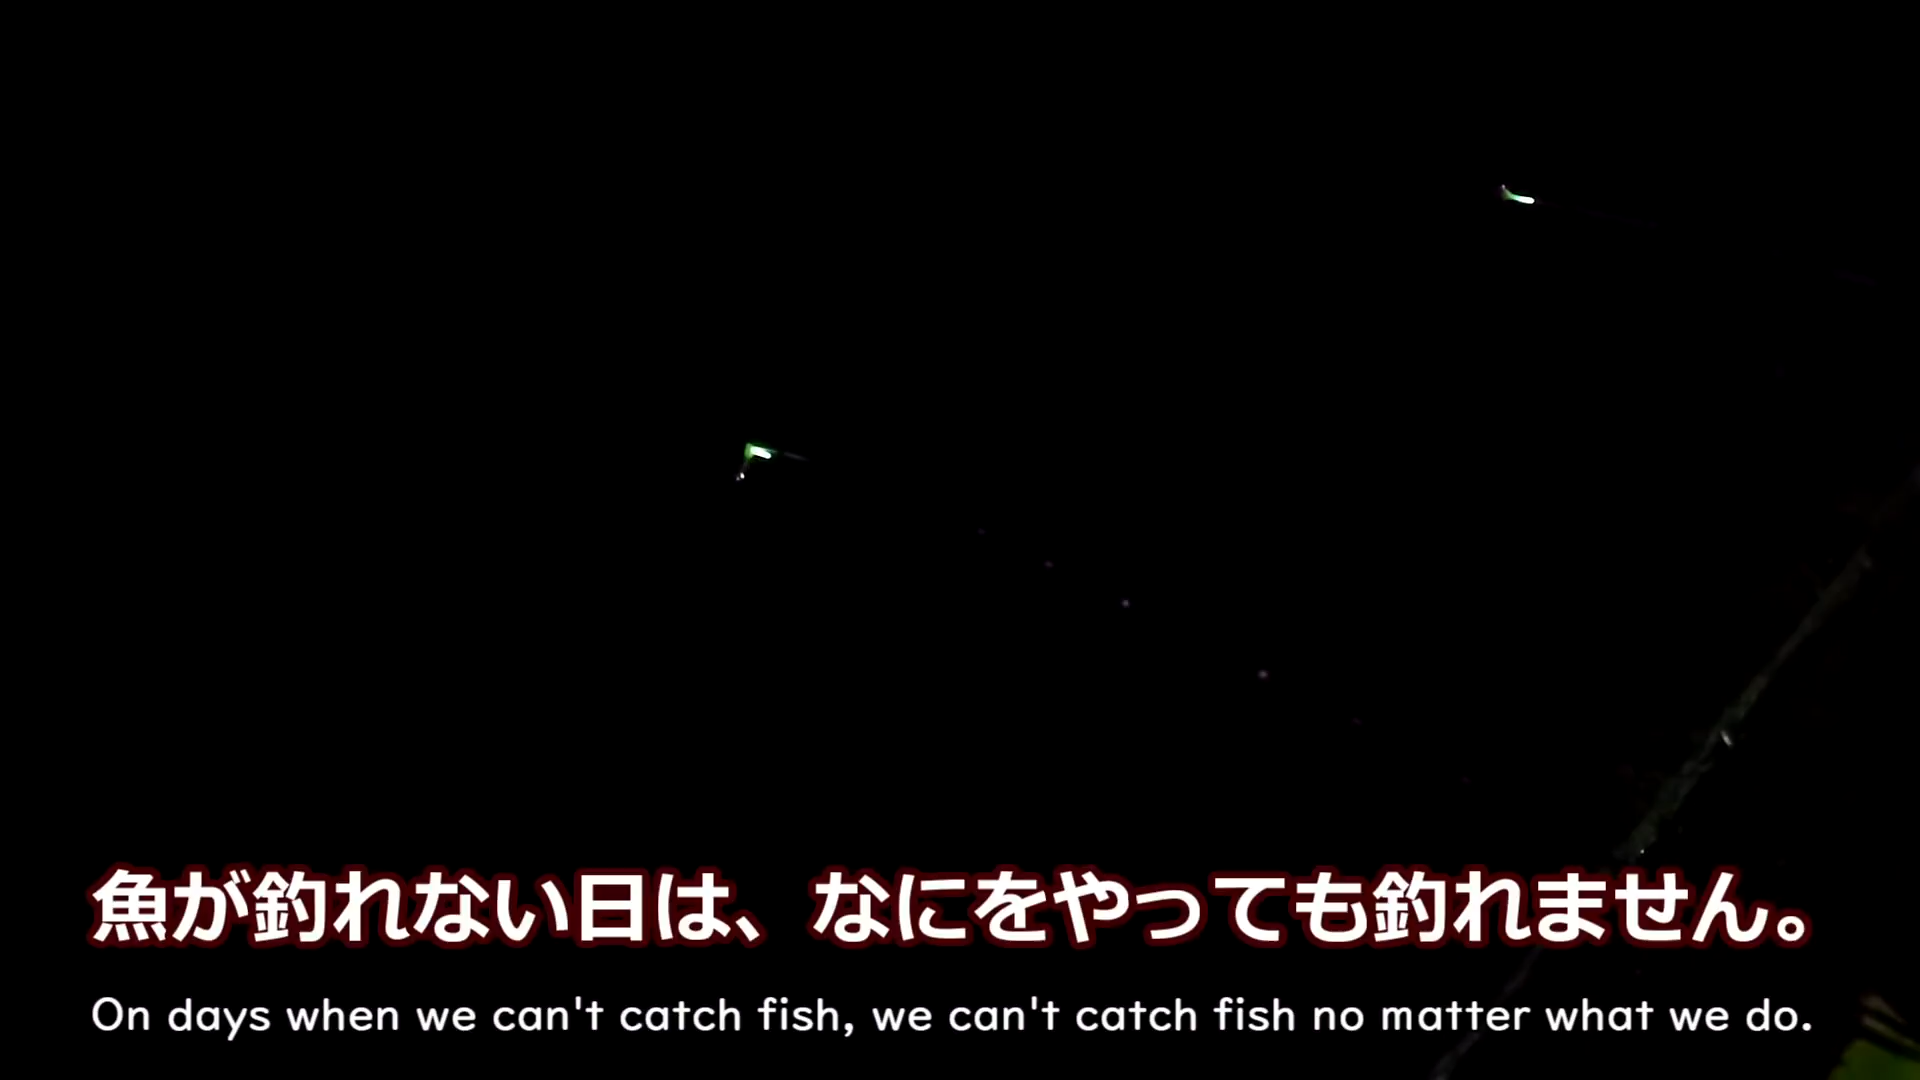 魚が釣れない日は、なにをやっても釣れません。
On days when we can't catch fish, we can't catch fish no matter what we do.